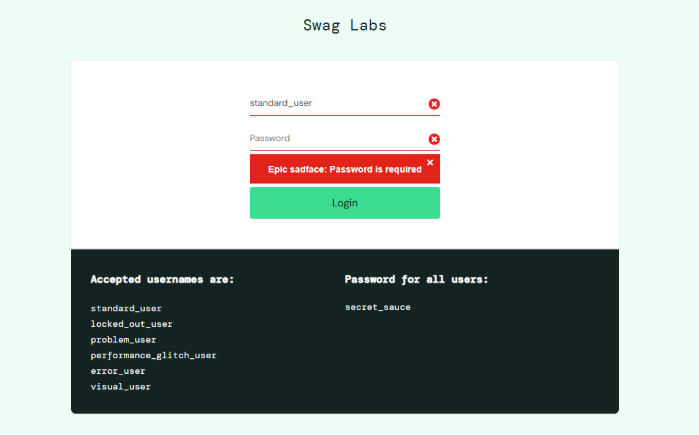 Swag Labs
standard_user
Password
Epic sadface: Password is required
Login
Accepted usernames are:
standard_user
locked_out_user
problem_user
performance_glitch_user
error_user
visual_user
Password for all users:
secret_sauce